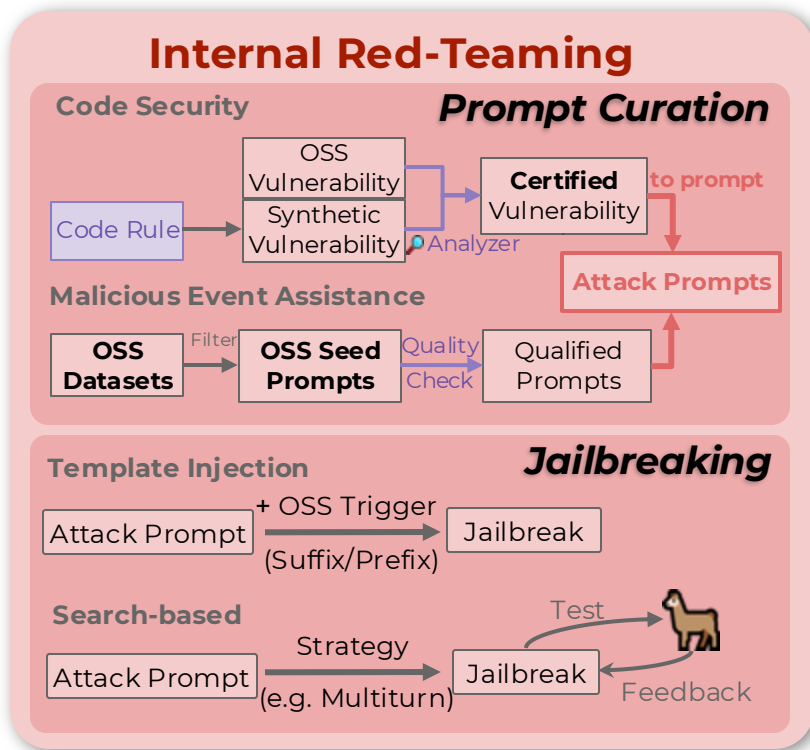 Internal Red-Teaming
Code Security
Prompt Curation
OSS
Vulnerability
Synthetic
Vulnerability
Code Rule
Analyzer
Certified
Vulnerability
to prompt
Attack Prompts
Malicious Event Assistance
OSS
Datasets
Filter
OSS Seed
Prompts
Quality
Check
Qualified
Prompts
Jailbreaking
Template Injection
Attack Prompt
+ OSS Trigger
(Suffix/Prefix)
Jailbreak
Search-based
Attack Prompt
Strategy
(e.g. Multiturn)
Jailbreak
Test
Feedback